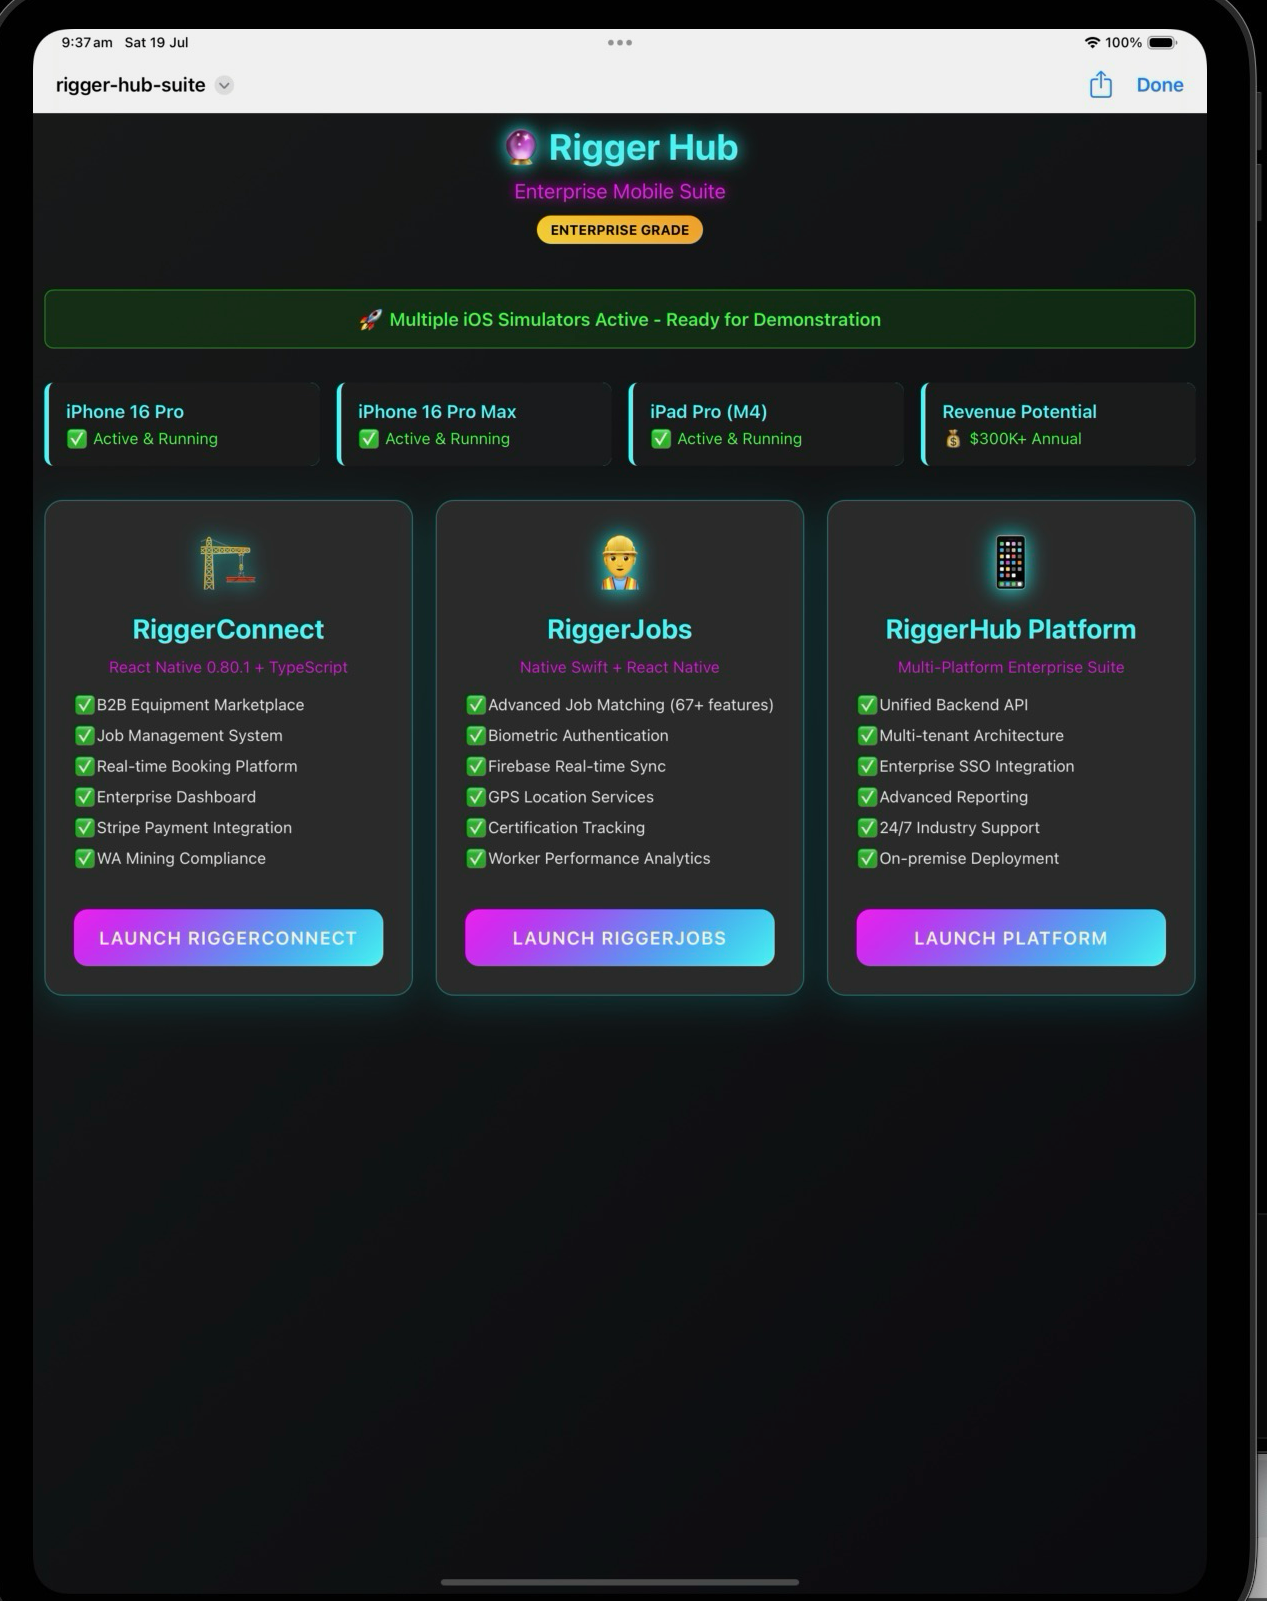 9:37 am Sat 19 Jul
100%
rigger-hub-suite
Done
Rigger Hub
Enterprise Mobile Suite
ENTERPRISE GRADE
Multiple iOS Simulators Active - Ready for Demonstration
iPhone 16 Pro
Active & Running
iPhone 16 Pro Max
Active & Running
iPad Pro (M4)
Active & Running
Revenue Potential
$300K+ Annual
RiggerConnect
React Native 0.80.1 + TypeScript
B2B Equipment Marketplace
Job Management System
Real-time Booking Platform
Enterprise Dashboard
Stripe Payment Integration
WA Mining Compliance
LAUNCH RIGGERCONNECT
RiggerJobs
Native Swift + React Native
Advanced Job Matching (67+ features)
Biometric Authentication
Firebase Real-time Sync
GPS Location Services
Certification Tracking
Worker Performance Analytics
LAUNCH RIGGERJOBS
RiggerHub Platform
Multi-Platform Enterprise Suite
Unified Backend API
Multi-tenant Architecture
Enterprise SSO Integration
Advanced Reporting
24/7 Industry Support
On-premise Deployment
LAUNCH PLATFORM